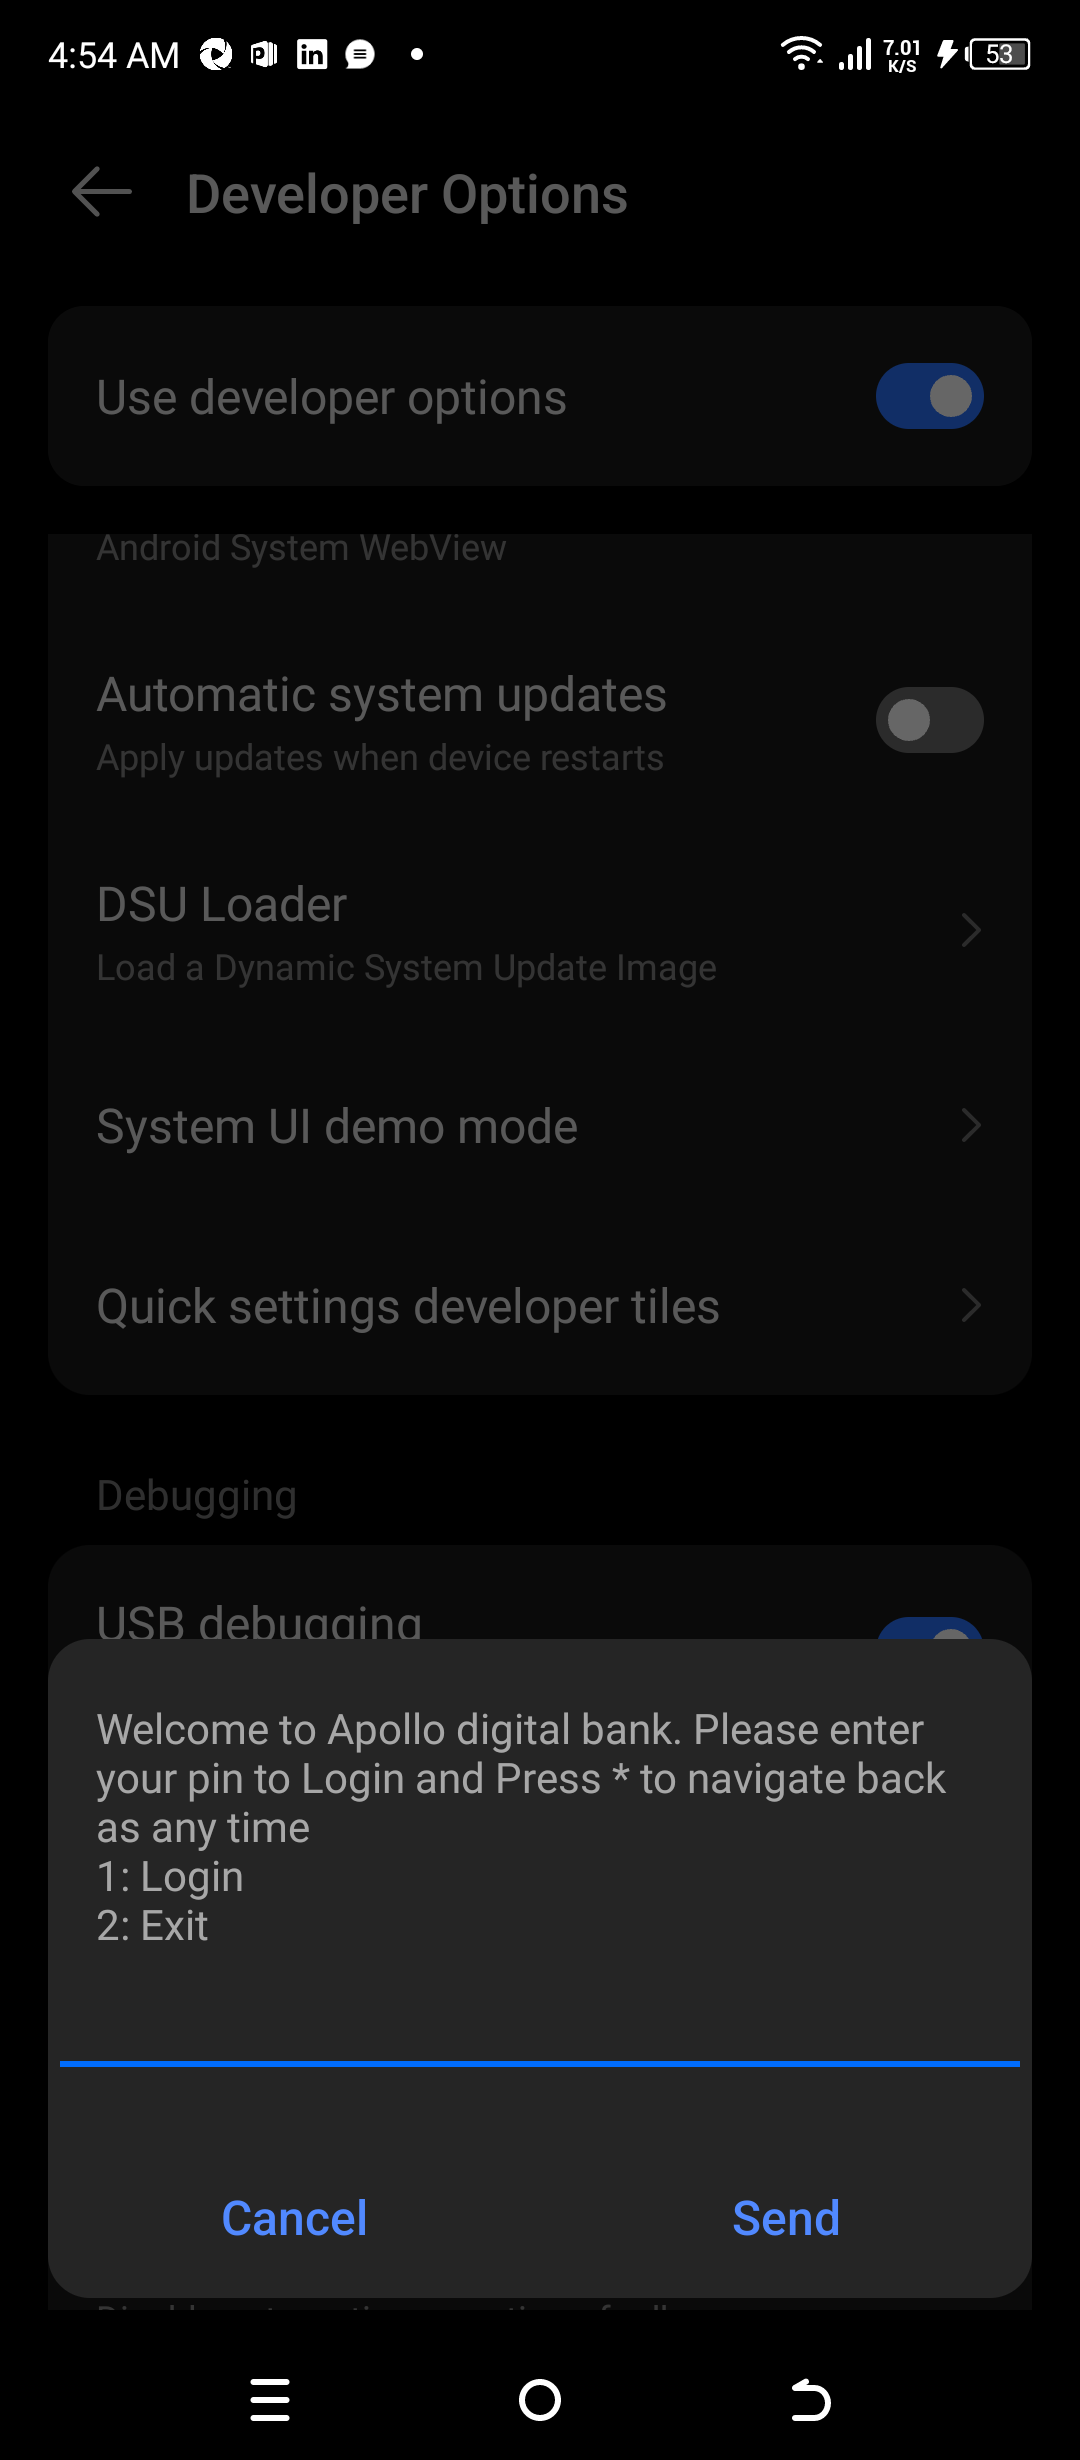 4:54 AM
7.01
K/S
53
Developer Options
Use developer options
Android System WebView
Automatic system updates
Apply updates when device restarts
DSU Loader
Load a Dynamic System Update Image
System UI demo mode
Quick settings developer tiles
Debugging
USB debugging
Welcome to Apollo digital bank. Please enter
your pin to Login and Press * to navigate back
as any time
1: Login
2: Exit
Cancel
Send